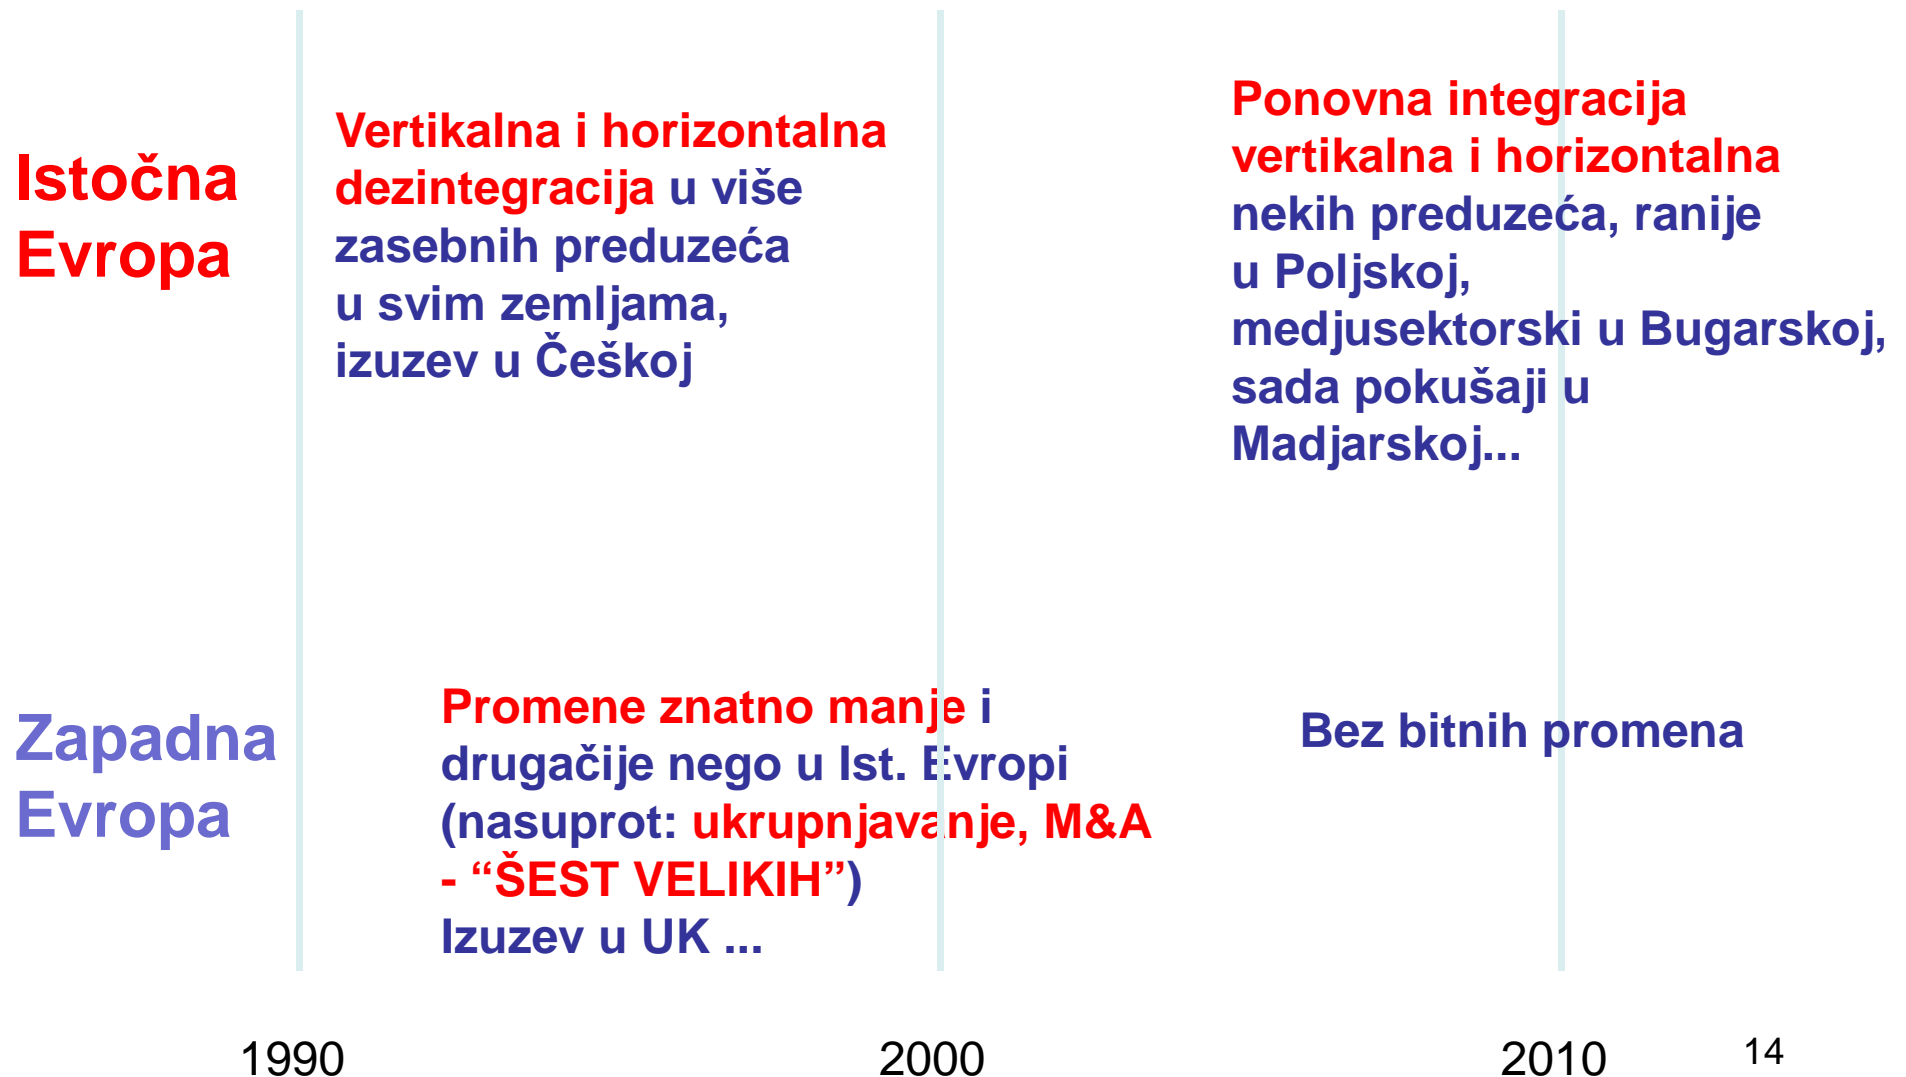 Istočna
Evropa
Vertikalna i horizontalna
dezintegracija u više
zasebnih preduzeća
u svim zemljama,
izuzev u Češkoj
Ponovna integracija
vertikalna i horizontalna
nekih preduzeća, ranije
u Poljskoj,
medjusektorski u Bugarskoj,
sada pokušaji u
Madjarskoj...
Zapadna
Evropa
Promene znatno manje i
drugačije nego u Ist. Evropi
(nasuprot: ukrupnjavanje, M&A
- “ŠEST VELIKIH”)
Izuzev u UK ...
Bez bitnih promena
1990
2000
2010
14